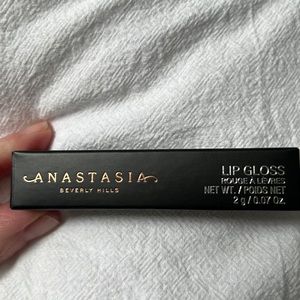 ANASTASIA
BEVERLY HILLS
LIP GLOSS
ROUGE À LÈVRES
NET WT. / POIDS NET
2 g / 0.07 Oz.